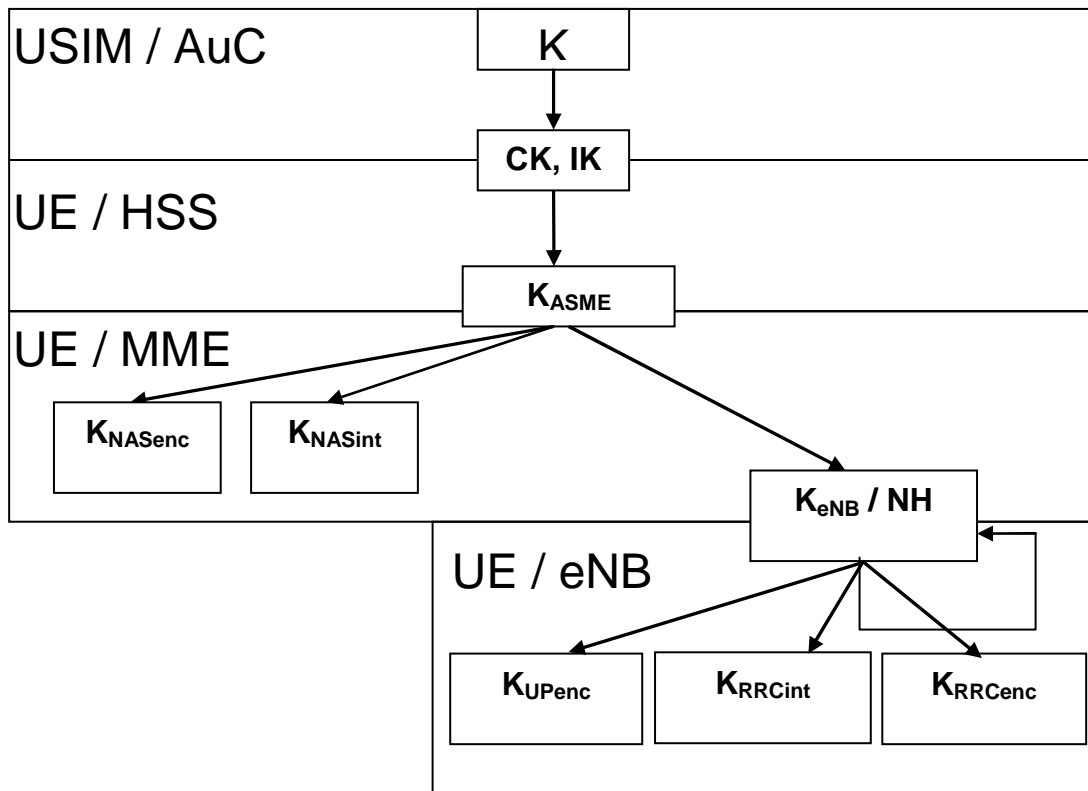 USIM / AuC
K
CK, IK
UE / HSS
KASME
UE / MME
KNASenc
KNASint
KeNB / NH
UE / eNB
KUPenc
KRRCint
KRRCenc